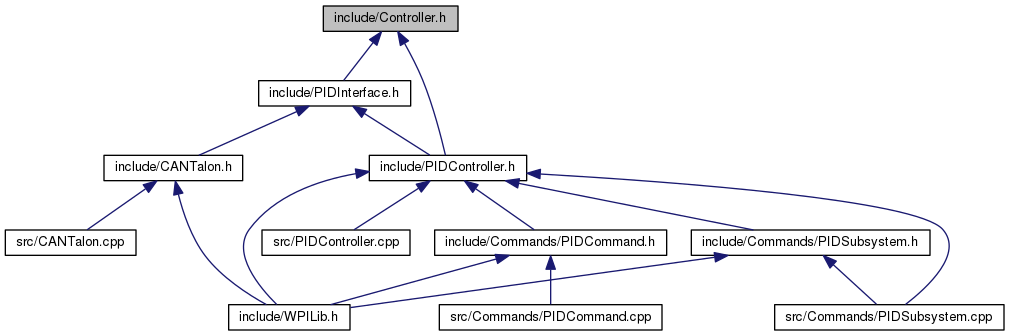 include/Controller.h
include/PIDInterface.h
include/CANTalon.h
include/PIDController.h
src/CANTalon.cpp
src/PIDController.cpp
include/Commands/PIDCommand.h
include/Commands/PIDSubsystem.h
include/WPILib.h
src/Commands/PIDCommand.cpp
src/Commands/PIDSubsystem.cpp